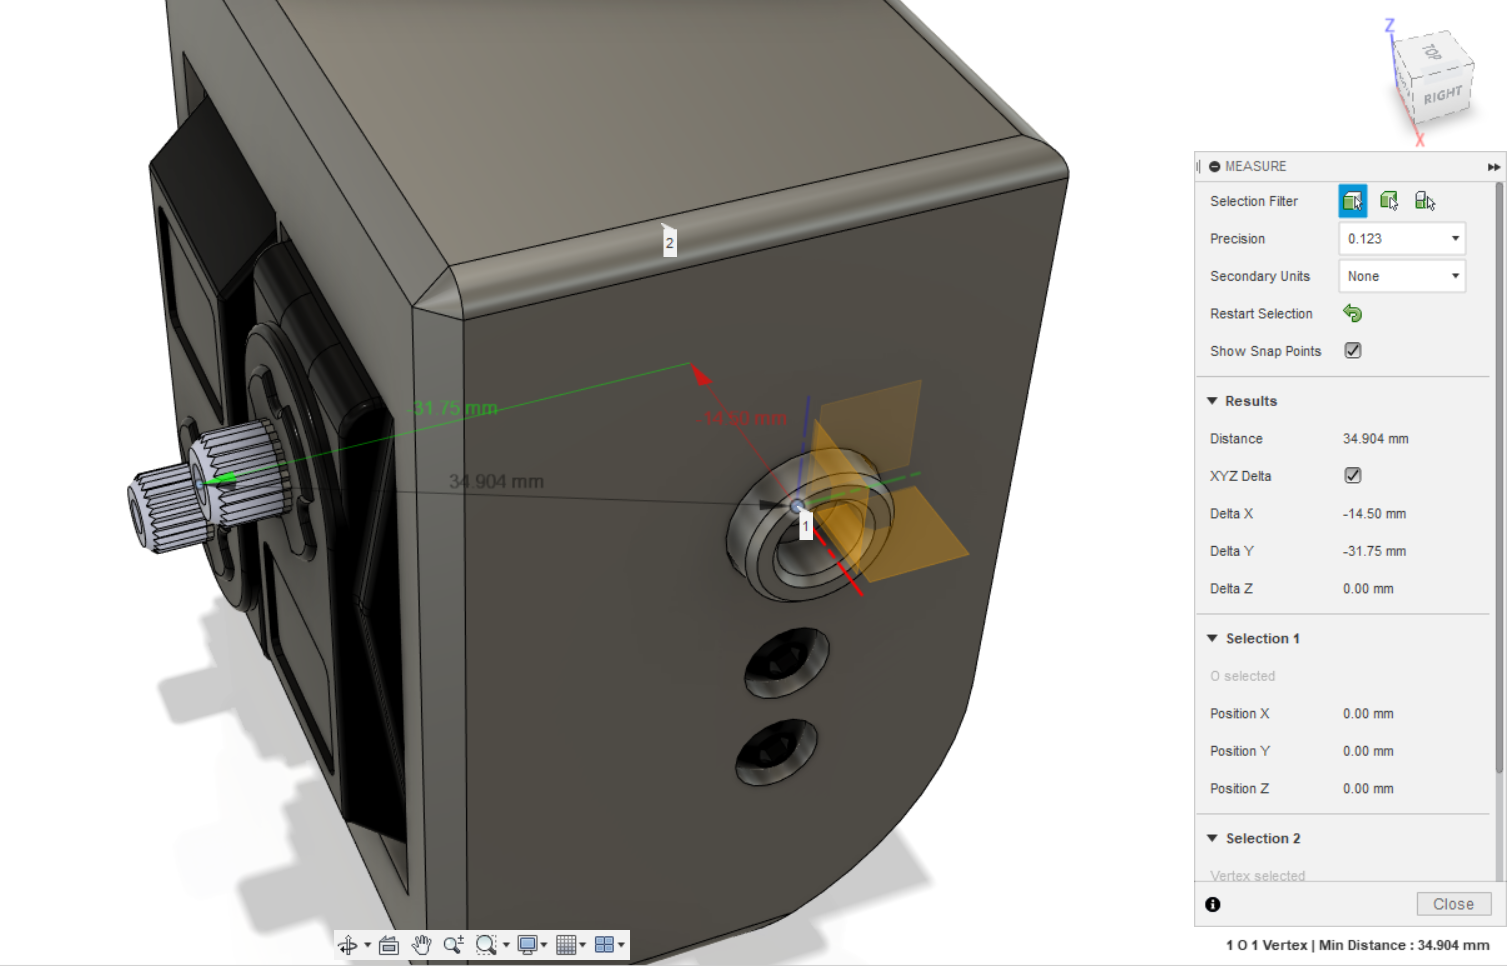 Z
TOP
RIGHT
X
MEASURE
Selection Filter
Precision
0.123
Secondary Units
None
Restart Selection
Show Snap Points
Results
Distance
34.904 mm
XYZ Delta
Delta X
-14.50 mm
Delta Y
-31.75 mm
Delta Z
0.00 mm
Selection 1
O selected
Position X
0.00 mm
Position Y
0.00 mm
Position Z
0.00 mm
Selection 2
Vertex selected
Close
1 O 1 Vertex | Min Distance : 34.904 mm
2
-31.75 mm
-14.50 mm
34.904 mm
1